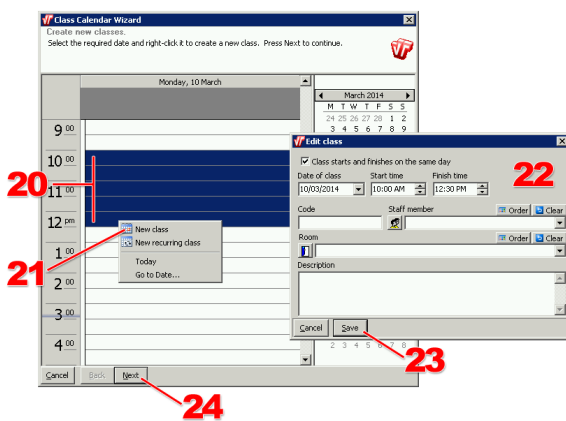 Class Calendar Wizard
Create new classes.
Select the required date and right-click it to create a new class. Press Next to continue.
Monday, 10 March
March 2014
M T W T F S S
24 25 26 27 28 1 2
3 4 5 6 7 8 9
9 00
10 00
11 00
12 pm
1 00
2 00
3 00
4 00
20
21
New class
New recurring class
Today
Go to Date...
Edit class
Class starts and finishes on the same day
22
Date of class
Start time
Finish time
10/03/2014
10:00 AM
12:30 PM
Code
Staff member
Order
Clear
Room
Order
Clear
Description
Cancel
Save
23
2 3 4 5 6 7 8
Cancel
Back
Next
24